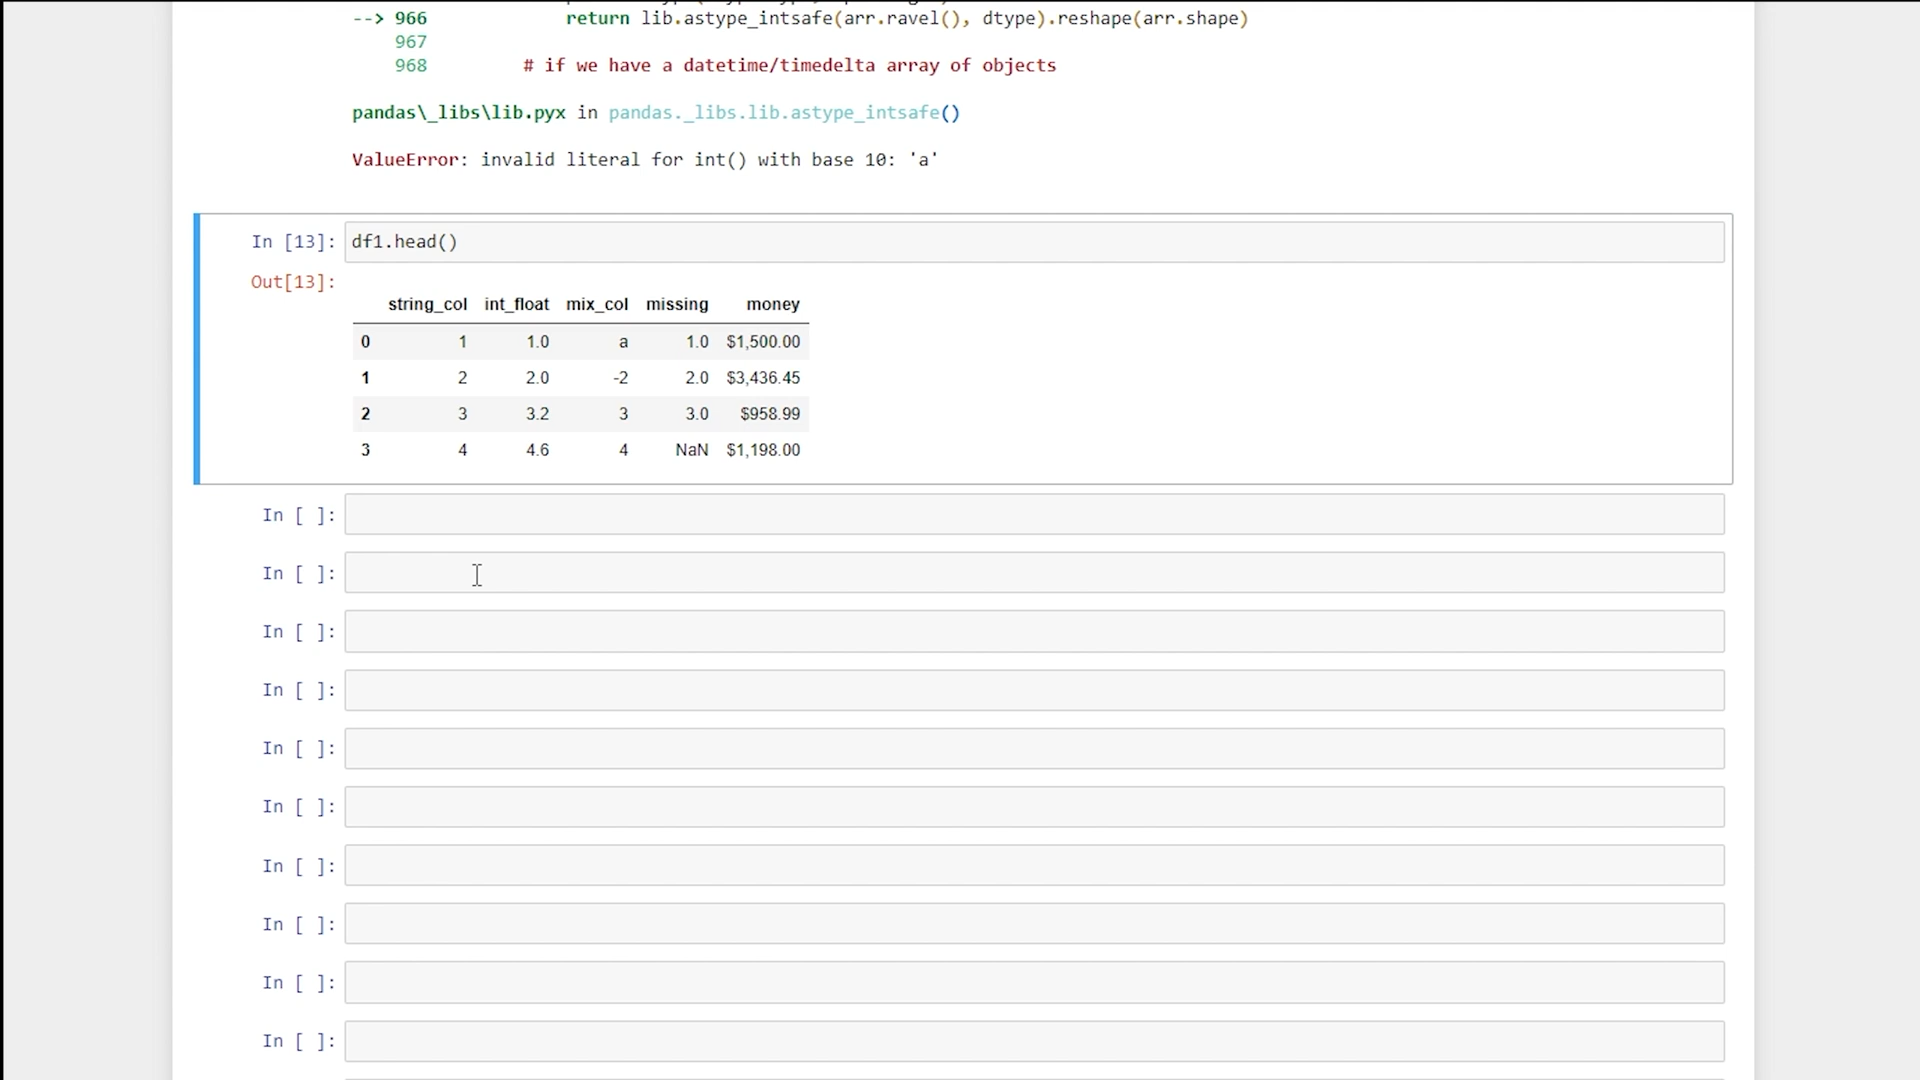 --> 966 return lib.astype_intsafe(arr.ravel(), dtype).reshape(arr.shape)
967
968 # if we have a datetime/timedelta array of objects
pandas\_libs\lib.pyx in pandas._libs.lib.astype_intsafe()
ValueError: invalid literal for int() with base 10: 'a'
In [13]: df1.head()
Out[13]:
string_col int_float mix_col missing money
0 1 1.0 a 1.0 $1,500.00
1 2 2.0 -2 2.0 $3,436.45
2 3 3.2 3 3.0 $958.99
3 4 4.6 4 NaN $1,198.00
In [ ]:
In [ ]:
In [ ]:
In [ ]:
In [ ]:
In [ ]:
In [ ]:
In [ ]:
In [ ]:
In [ ]: